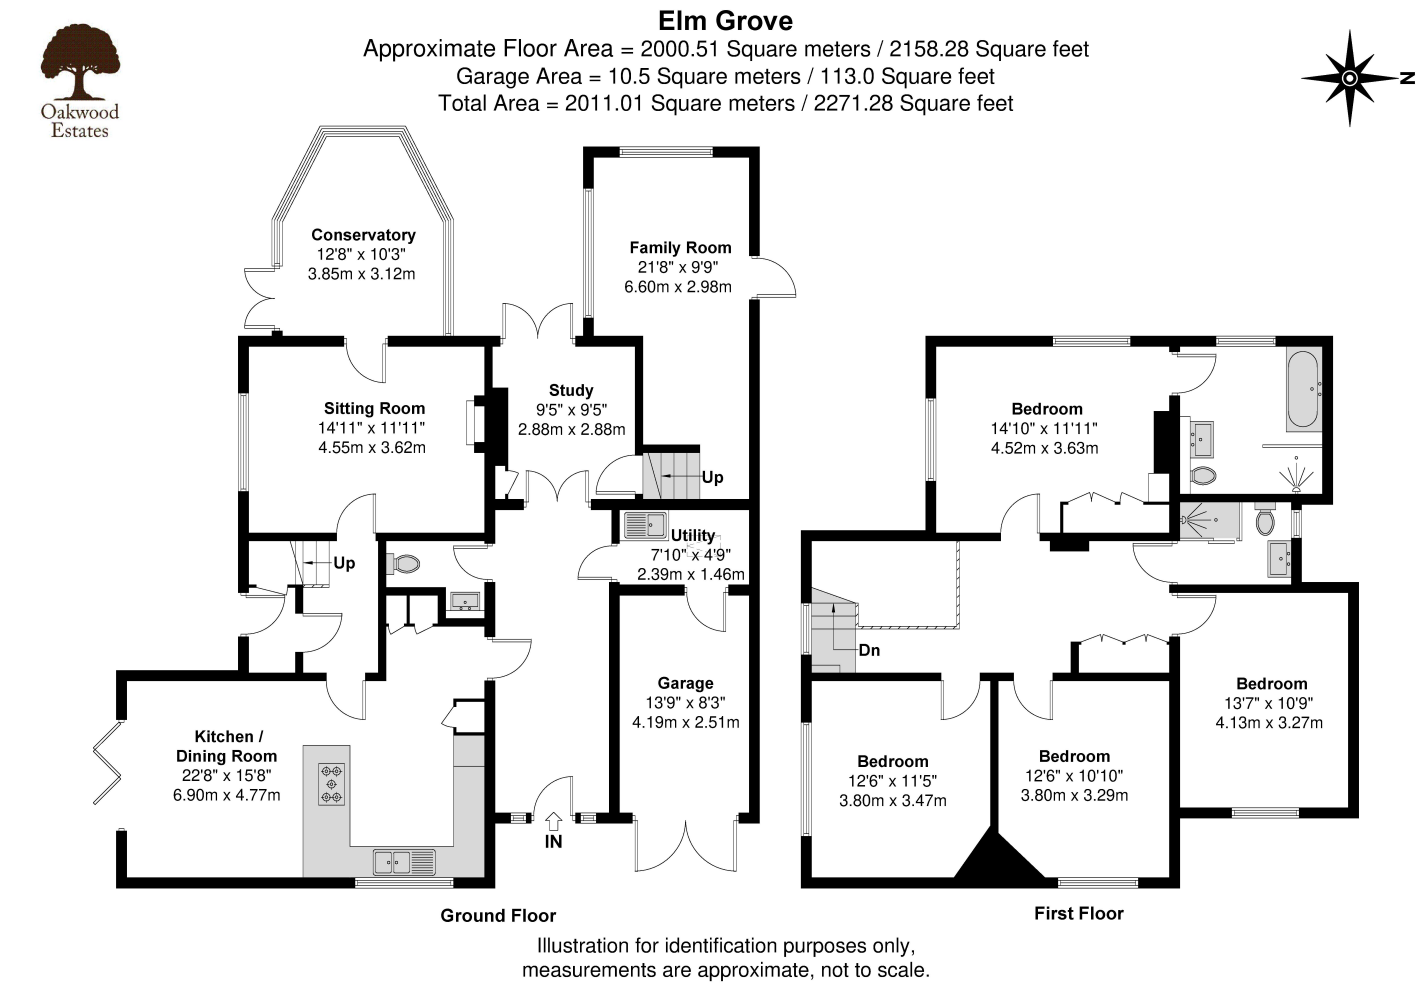 Elm Grove
Approximate Floor Area = 2000.51 Square meters / 2158.28 Square feet
Garage Area = 10.5 Square meters / 113.0 Square feet
Total Area = 2011.01 Square meters / 2271.28 Square feet
Oakwood
Estates
N
Conservatory
12'8" x 10'3"
3.85m x 3.12m
Family Room
21'8" x 9'9"
6.60m x 2.98m
Sitting Room
14'11" x 11'11"
4.55m x 3.62m
Study
9'5" x 9'5"
2.88m x 2.88m
Up
Utility
7'10" x 4'9"
2.39m x 1.46m
Up
Kitchen /
Dining Room
22'8" x 15'8"
6.90m x 4.77m
Garage
13'9" x 8'3"
4.19m x 2.51m
IN
Ground Floor
Bedroom
14'10" x 11'11"
4.52m x 3.63m
Dn
Bedroom
13'7" x 10'9"
4.13m x 3.27m
Bedroom
12'6" x 11'5"
3.80m x 3.47m
Bedroom
12'6" x 10'10"
3.80m x 3.29m
First Floor
Illustration for identification purposes only,
measurements are approximate, not to scale.